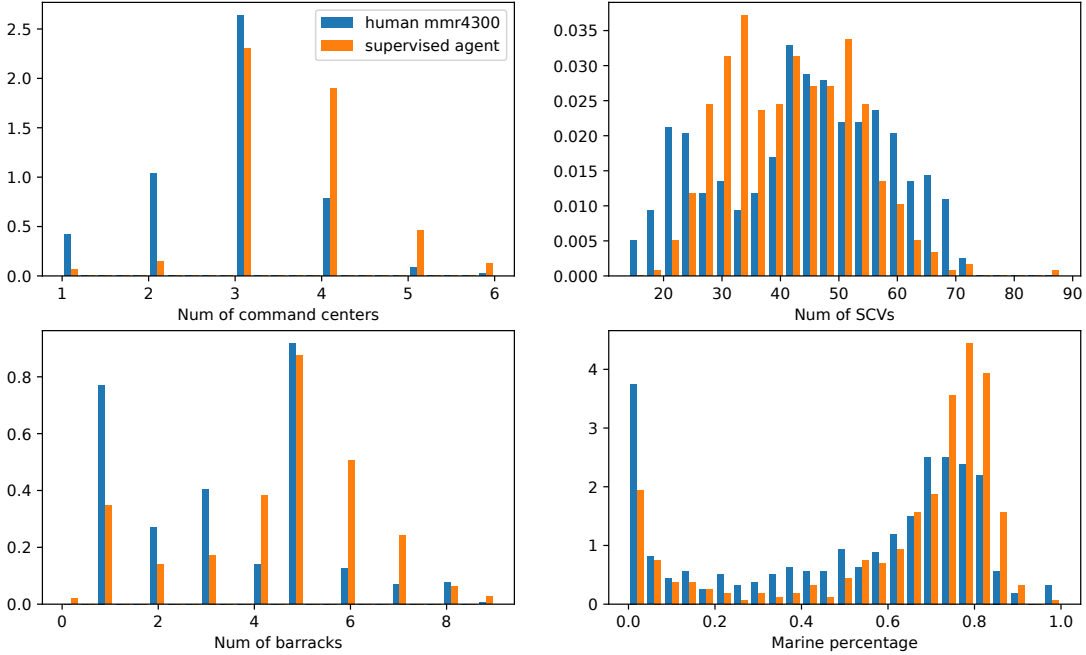 human mmr4300
supervised agent
2.5
2.0
1.5
1.0
0.5
0.0
1 2 3 4 5 6
Num of command centers
0.035
0.030
0.025
0.020
0.015
0.010
0.005
0.000
20 30 40 50 60 70 80 90
Num of SCVs
0.8
0.6
0.4
0.2
0.0
0 2 4 6 8
Num of barracks
4
3
2
1
0
0.0 0.2 0.4 0.6 0.8 1.0
Marine percentage